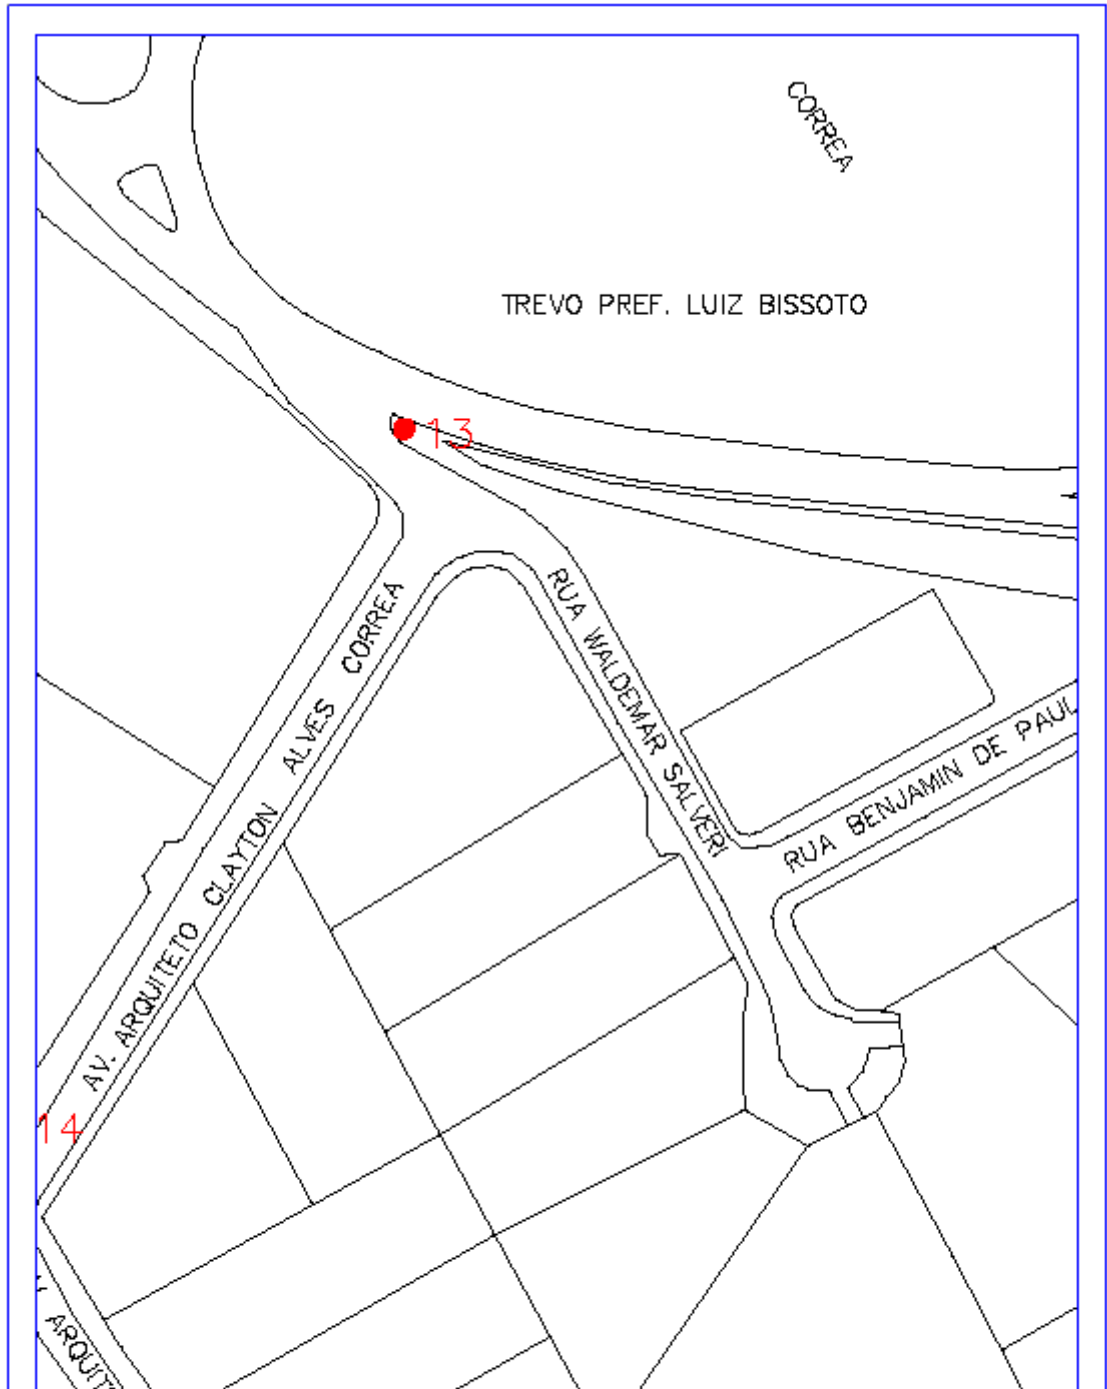 CORREA
TREVO PREF. LUIZ BISSOTO
13
AV. ARQUITETO CLAYTON ALVES CORREA
RUA WALDEMAR SALVERI
RUA BENJAMIN DE PAUL
14
ARQUIT